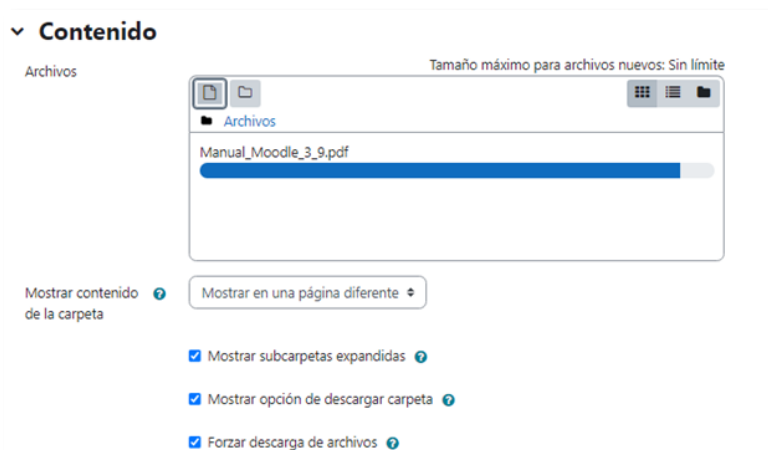 Contenido
Archivos
Tamaño máximo para archivos nuevos: Sin límite
Archivos
Manual_Moodle_3_9.pdf
Mostrar contenido
de la carpeta
Mostrar en una página diferente
Mostrar subcarpetas expandidas
Mostrar opción de descargar carpeta
Forzar descarga de archivos